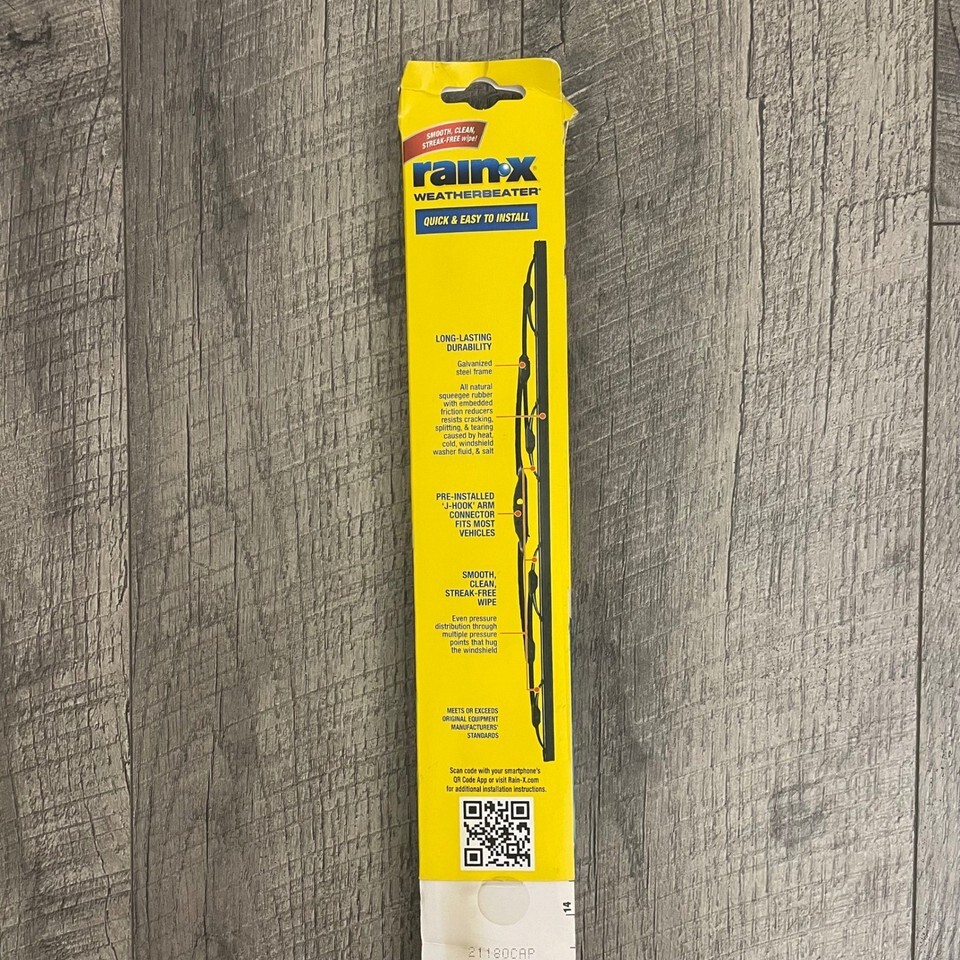 SMOOTH, CLEAN,
STREAK-FREE wipe!
rain-x®
WEATHERBEATER®
QUICK & EASY TO INSTALL
LONG-LASTING
DURABILITY
Galvanized
steel frame
All natural
squeegee rubber
with embedded
friction reducers
resists cracking,
splitting, & tearing
caused by heat,
cold, windshield
washer fluid, & salt
PRE-INSTALLED
'J-HOOK' ARM
CONNECTOR
FITS MOST
VEHICLES
SMOOTH,
CLEAN,
STREAK-FREE
WIPE
Even pressure
distribution through
multiple pressure
points that hug
the windshield
MEETS OR EXCEEDS
ORIGINAL EQUIPMENT
MANUFACTURERS'
STANDARDS
Scan code with your smartphone's
QR Code App or visit Rain-X.com
for additional installation instructions.
14
21180CAP